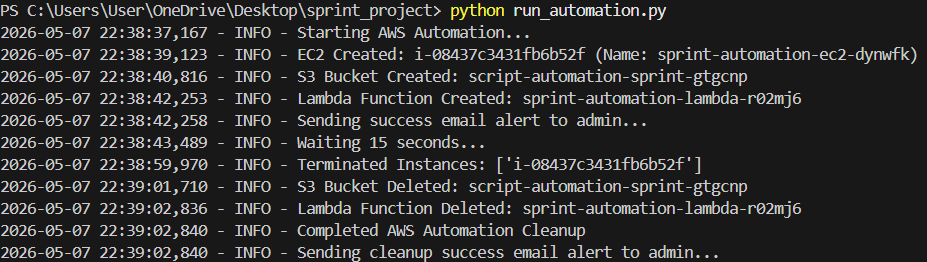 PS C:\Users\User\OneDrive\Desktop\sprint_project> python run_automation.py
2026-05-07 22:38:37,167 - INFO - Starting AWS Automation...
2026-05-07 22:38:39,123 - INFO - EC2 Created: i-08437c3431fb6b52f (Name: sprint-automation-ec2-dynwfk)
2026-05-07 22:38:40,816 - INFO - S3 Bucket Created: script-automation-sprint-gtgcnp
2026-05-07 22:38:42,253 - INFO - Lambda Function Created: sprint-automation-lambda-r02mj6
2026-05-07 22:38:42,258 - INFO - Sending success email alert to admin...
2026-05-07 22:38:43,489 - INFO - Waiting 15 seconds...
2026-05-07 22:38:59,970 - INFO - Terminated Instances: ['i-08437c3431fb6b52f']
2026-05-07 22:39:01,710 - INFO - S3 Bucket Deleted: script-automation-sprint-gtgcnp
2026-05-07 22:39:02,836 - INFO - Lambda Function Deleted: sprint-automation-lambda-r02mj6
2026-05-07 22:39:02,840 - INFO - Completed AWS Automation Cleanup
2026-05-07 22:39:02,840 - INFO - Sending cleanup success email alert to admin...